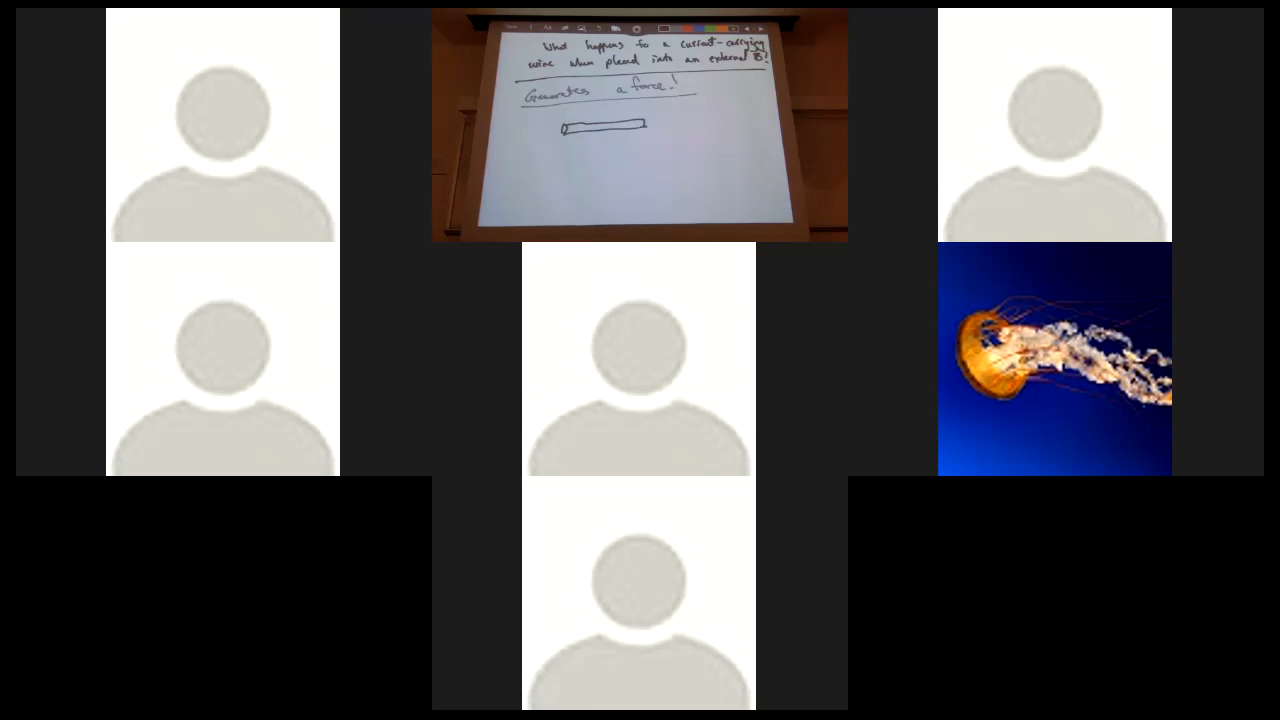 What happens to a current-carrying
wire when placed into an external B?
Generates a force!